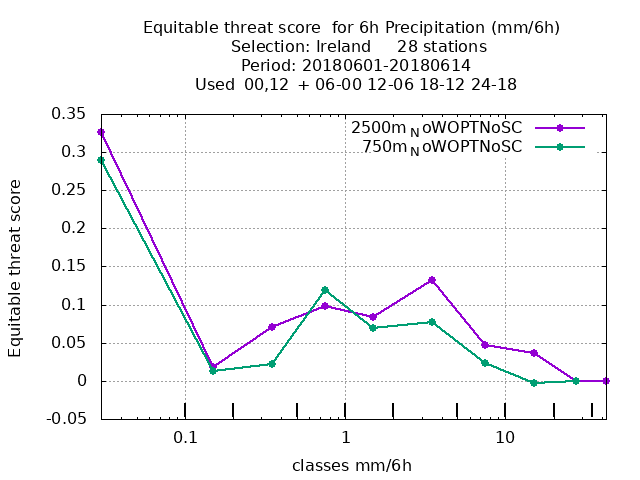 Equitable threat score for 6h Precipitation (mm/6h)
Selection: Ireland 28 stations
Period: 20180601-20180614
Used 00,12 + 06-00 12-06 18-12 24-18
2500m NoWOPTNoSC
750m NoWOPTNoSC
0.35
0.3
0.25
0.2
0.15
0.1
0.05
0
-0.05
Equitable threat score
0.1 1 10
classes mm/6h